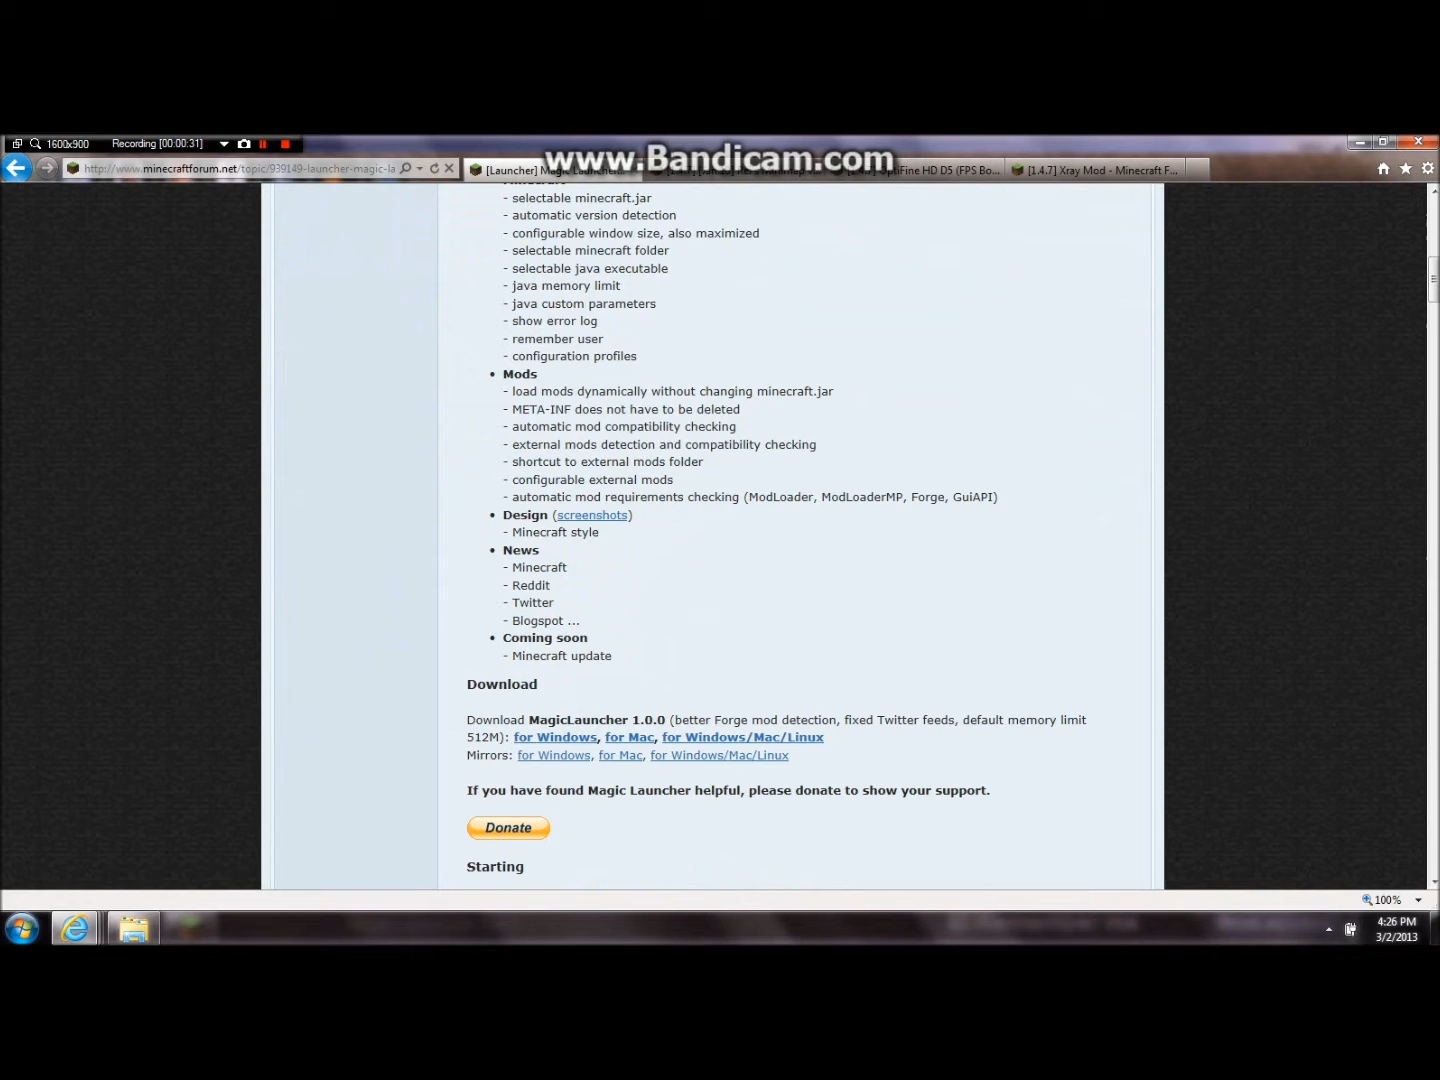 1600x900 Recording [00:00:31]
www.Bandicam.com
http://www.minecraftforum.net/topic/939149-launcher-magic-la
[Launcher] Magic Launcher
OptiFine HD D5 (FPS Bo...
[1.4.7] Xray Mod - Minecraft F...
- selectable minecraft.jar
- automatic version detection
- configurable window size, also maximized
- selectable minecraft folder
- selectable java executable
- java memory limit
- java custom parameters
- show error log
- remember user
- configuration profiles
• Mods
- load mods dynamically without changing minecraft.jar
- META-INF does not have to be deleted
- automatic mod compatibility checking
- external mods detection and compatibility checking
- shortcut to external mods folder
- configurable external mods
- automatic mod requirements checking (ModLoader, ModLoaderMP, Forge, GuiAPI)
• Design (screenshots)
- Minecraft style
• News
- Minecraft
- Reddit
- Twitter
- Blogspot ...
• Coming soon
- Minecraft update
Download
Download MagicLauncher 1.0.0 (better Forge mod detection, fixed Twitter feeds, default memory limit
512M): for Windows, for Mac, for Windows/Mac/Linux
Mirrors: for Windows, for Mac, for Windows/Mac/Linux
If you have found Magic Launcher helpful, please donate to show your support.
Donate
Starting
100%
4:26 PM
3/2/2013